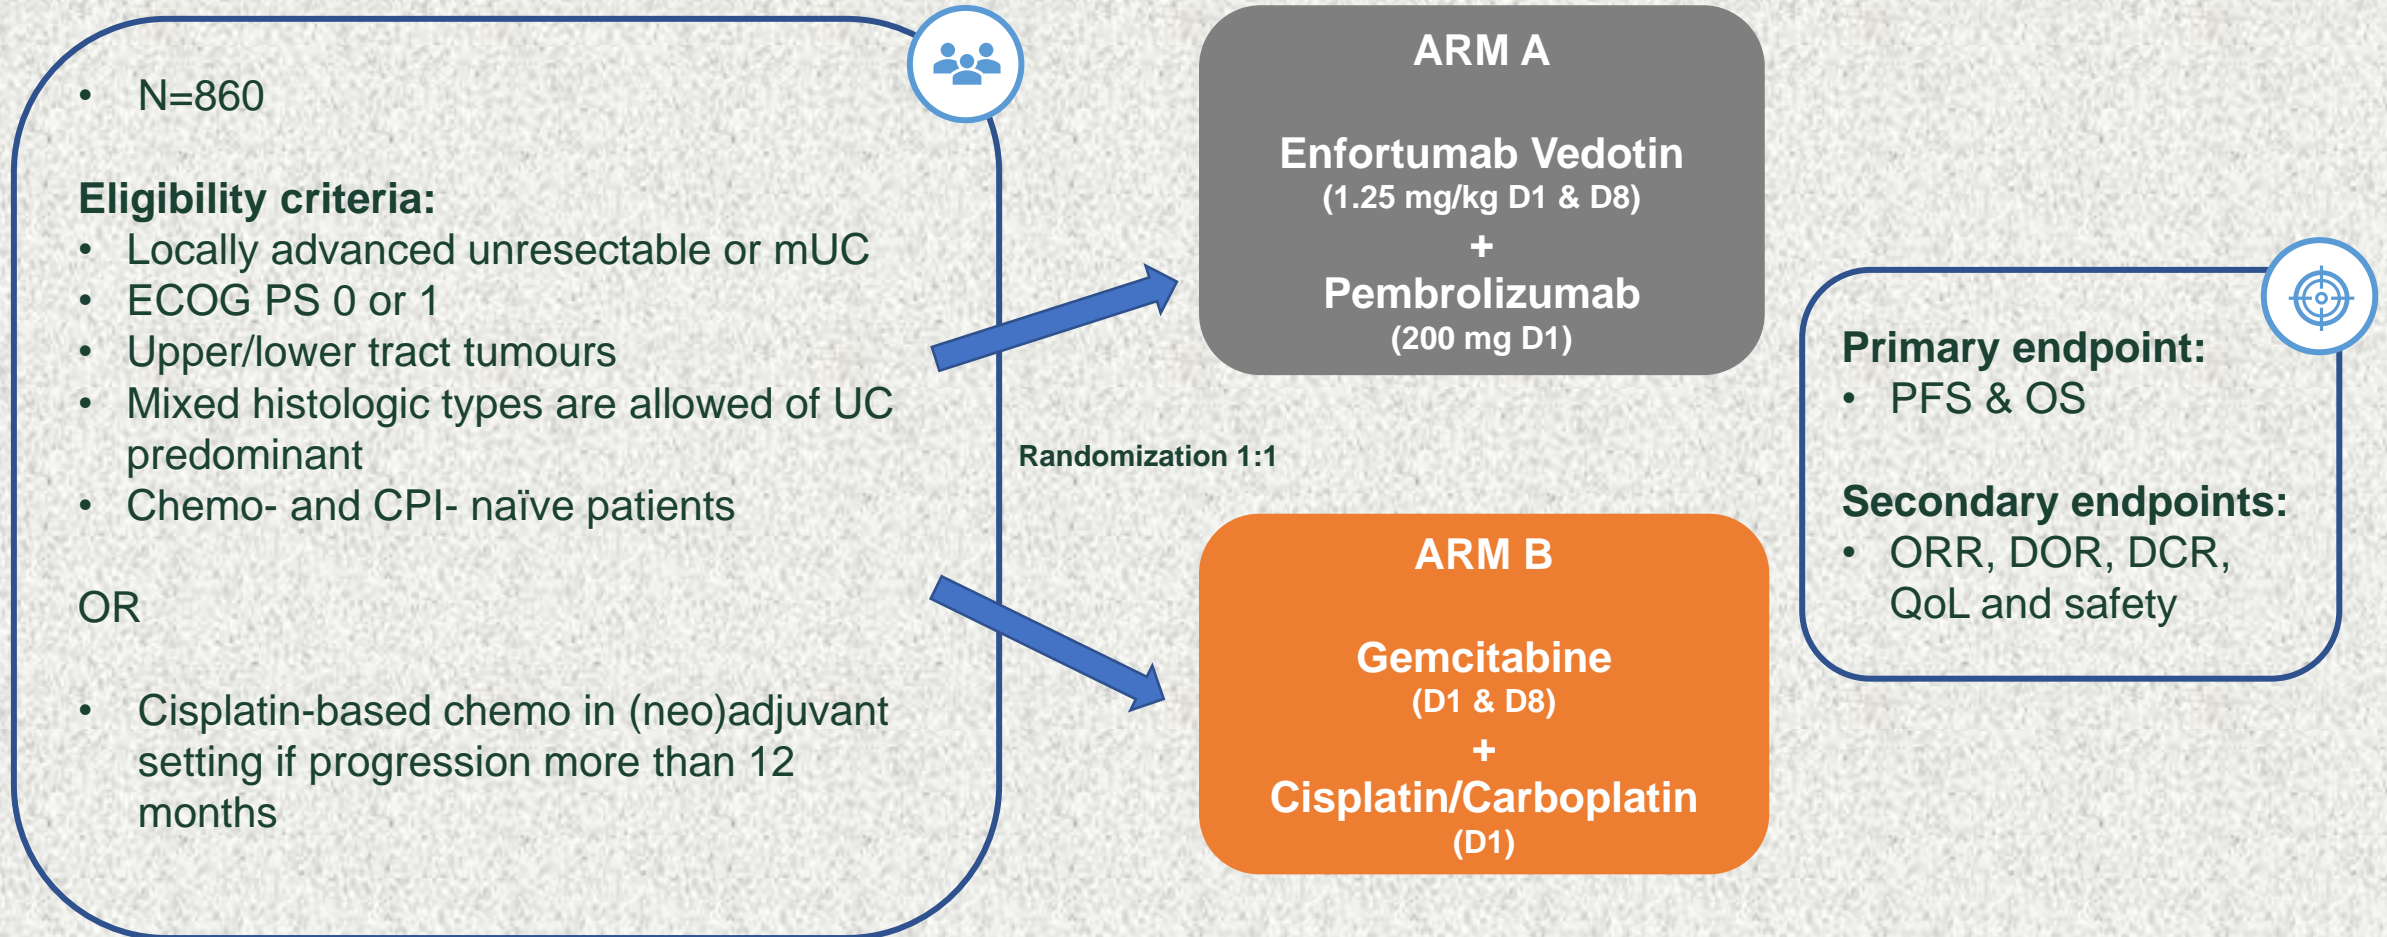 • N=860
Eligibility criteria:
• Locally advanced unresectable or mUC
• ECOG PS 0 or 1
• Upper/lower tract tumours
• Mixed histologic types are allowed of UC
predominant
• Chemo- and CPI- naïve patients
OR
• Cisplatin-based chemo in (neo)adjuvant
setting if progression more than 12
months
Randomization 1:1
ARM A
Enfortumab Vedotin
(1.25 mg/kg D1 & D8)
+
Pembrolizumab
(200 mg D1)
ARM B
Gemcitabine
(D1 & D8)
+
Cisplatin/Carboplatin
(D1)
Primary endpoint:
• PFS & OS
Secondary endpoints:
• ORR, DOR, DCR,
QoL and safety